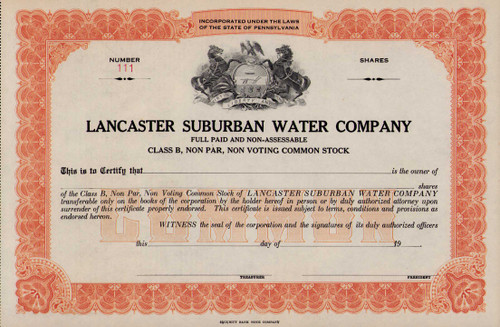 INCORPORATED UNDER THE LAWS
OF THE STATE OF PENNSYLVANIA
NUMBER
SHARES
111
LANCASTER SUBURBAN WATER COMPANY
FULL PAID AND NON-ASSESSABLE
CLASS B, NON PAR, NON VOTING COMMON STOCK
This is to Certify that is the owner of
shares
of the Class B, Non Par, Non Voting Common Stock of LANCASTER SUBURBAN WATER COMPANY
transferable only on the books of the corporation by the holder hereof in person or by duly authorized attorney upon
surrender of this certificate properly endorsed. This certificate is issued subject to terms, conditions and provisions as
endorsed hereon.
WITNESS the seal of the corporation and the signatures of its duly authorized officers
this day of 19
TREASURER
PRESIDENT
SECURITY BANK NOTE COMPANY